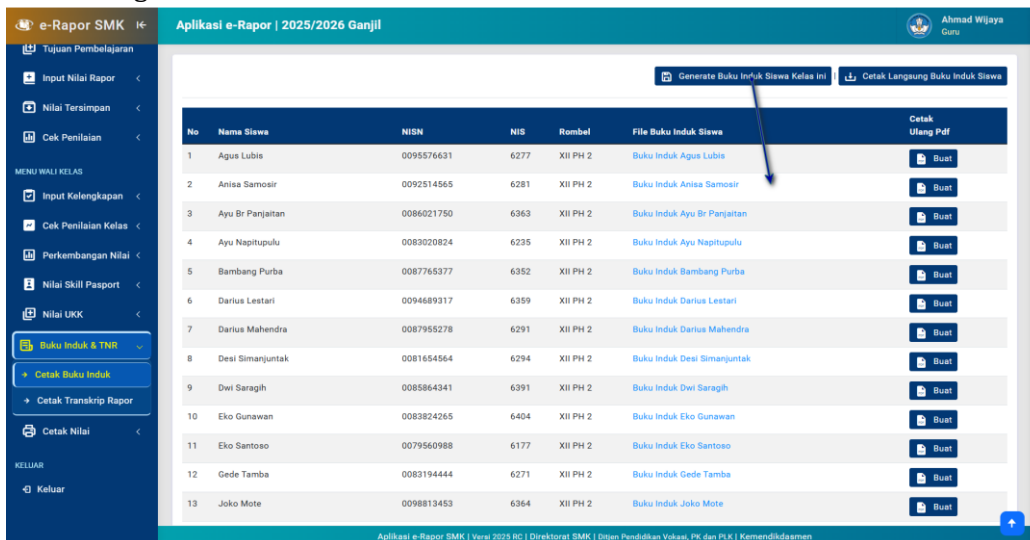 e-Rapor SMK
Aplikasi e-Rapor | 2025/2026 Ganjil
Ahmad Wijaya
Guru
Tujuan Pembelajaran
Input Nilai Rapor
Nilai Tersimpan
Cek Penilaian
MENU WALI KELAS
Input Kelengkapan
Cek Penilaian Kelas
Perkembangan Nilai
Nilai Skill Pasport
Nilai UKK
Buku Induk & TNR
Cetak Buku Induk
Cetak Transkrip Rapor
Cetak Nilai
KELUAR
Keluar
Generate Buku Induk Siswa Kelas ini | Cetak Langsung Buku Induk Siswa
No Nama Siswa NISN NIS Rombel File Buku Induk Siswa Cetak
Ulang Pdf
1 Agus Lubis 0095576631 6277 XII PH 2 Buku Induk Agus Lubis Buat
2 Anisa Samosir 0092514565 6281 XII PH 2 Buku Induk Anisa Samosir Buat
3 Ayu Br Panjaitan 0086021750 6363 XII PH 2 Buku Induk Ayu Br Panjaitan Buat
4 Ayu Napitupulu 0083020824 6235 XII PH 2 Buku Induk Ayu Napitupulu Buat
5 Bambang Purba 0087765377 6352 XII PH 2 Buku Induk Bambang Purba Buat
6 Darius Lestari 0094689317 6359 XII PH 2 Buku Induk Darius Lestari Buat
7 Darius Mahendra 0087955278 6291 XII PH 2 Buku Induk Darius Mahendra Buat
8 Desi Simanjuntak 0081654564 6294 XII PH 2 Buku Induk Desi Simanjuntak Buat
9 Dwi Saragih 0085864341 6391 XII PH 2 Buku Induk Dwi Saragih Buat
10 Eko Gunawan 0083824265 6404 XII PH 2 Buku Induk Eko Gunawan Buat
11 Eko Santoso 0079560988 6177 XII PH 2 Buku Induk Eko Santoso Buat
12 Gede Tamba 0083194444 6271 XII PH 2 Buku Induk Gede Tamba Buat
13 Joko Mote 0098813453 6364 XII PH 2 Buku Induk Joko Mote Buat
Aplikasi e-Rapor SMK | Versi 2025 RC | Direktorat SMK | Ditjen Pendidikan Vokasi, PK dan PLK | Kemendikdasmen